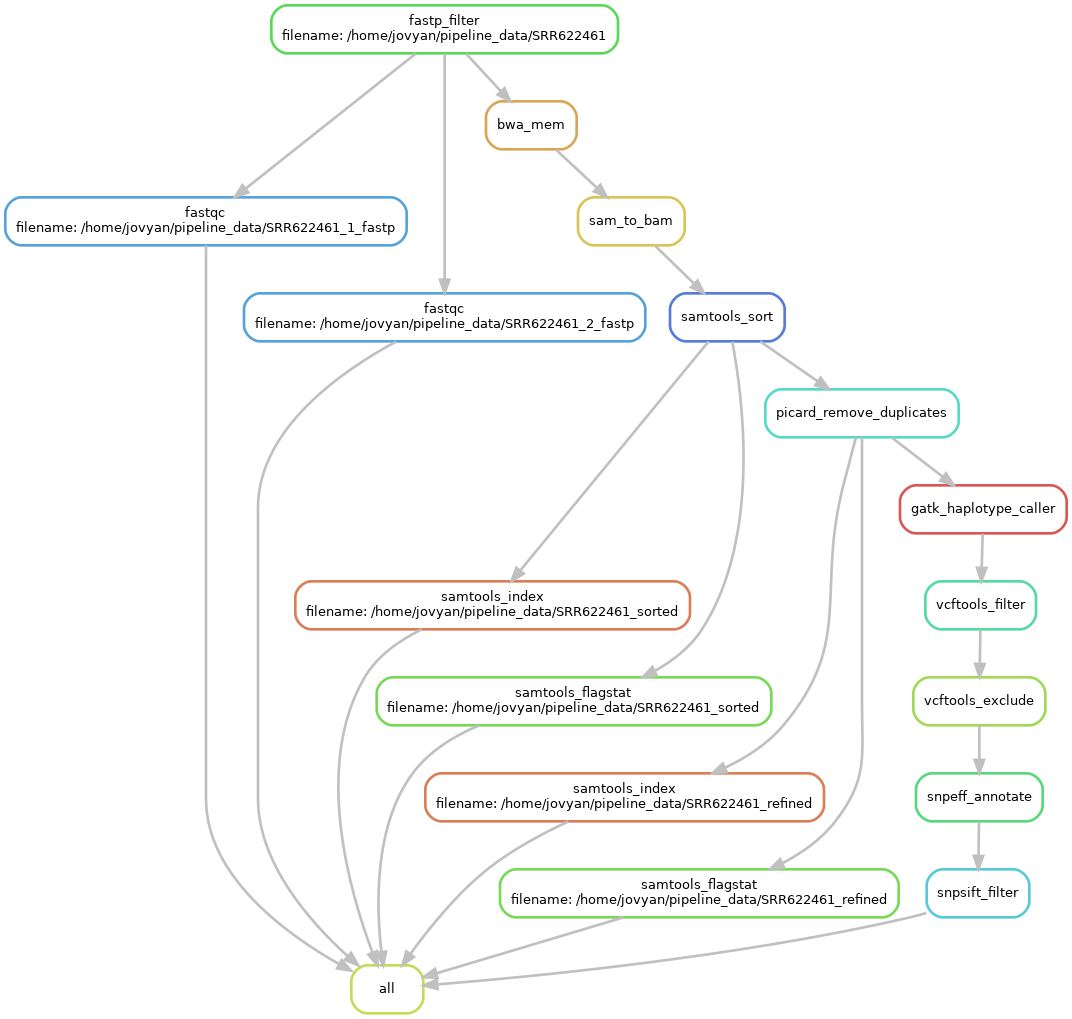 fastp_filter
filename: /home/jovyan/pipeline_data/SRR622461
bwa_mem
fastqc
filename: /home/jovyan/pipeline_data/SRR622461_1_fastp
sam_to_bam
fastqc
filename: /home/jovyan/pipeline_data/SRR622461_2_fastp
samtools_sort
picard_remove_duplicates
gatk_haplotype_caller
samtools_index
filename: /home/jovyan/pipeline_data/SRR622461_sorted
vcftools_filter
samtools_flagstat
filename: /home/jovyan/pipeline_data/SRR622461_sorted
vcftools_exclude
samtools_index
filename: /home/jovyan/pipeline_data/SRR622461_refined
snpeff_annotate
samtools_flagstat
filename: /home/jovyan/pipeline_data/SRR622461_refined
snpsift_filter
all